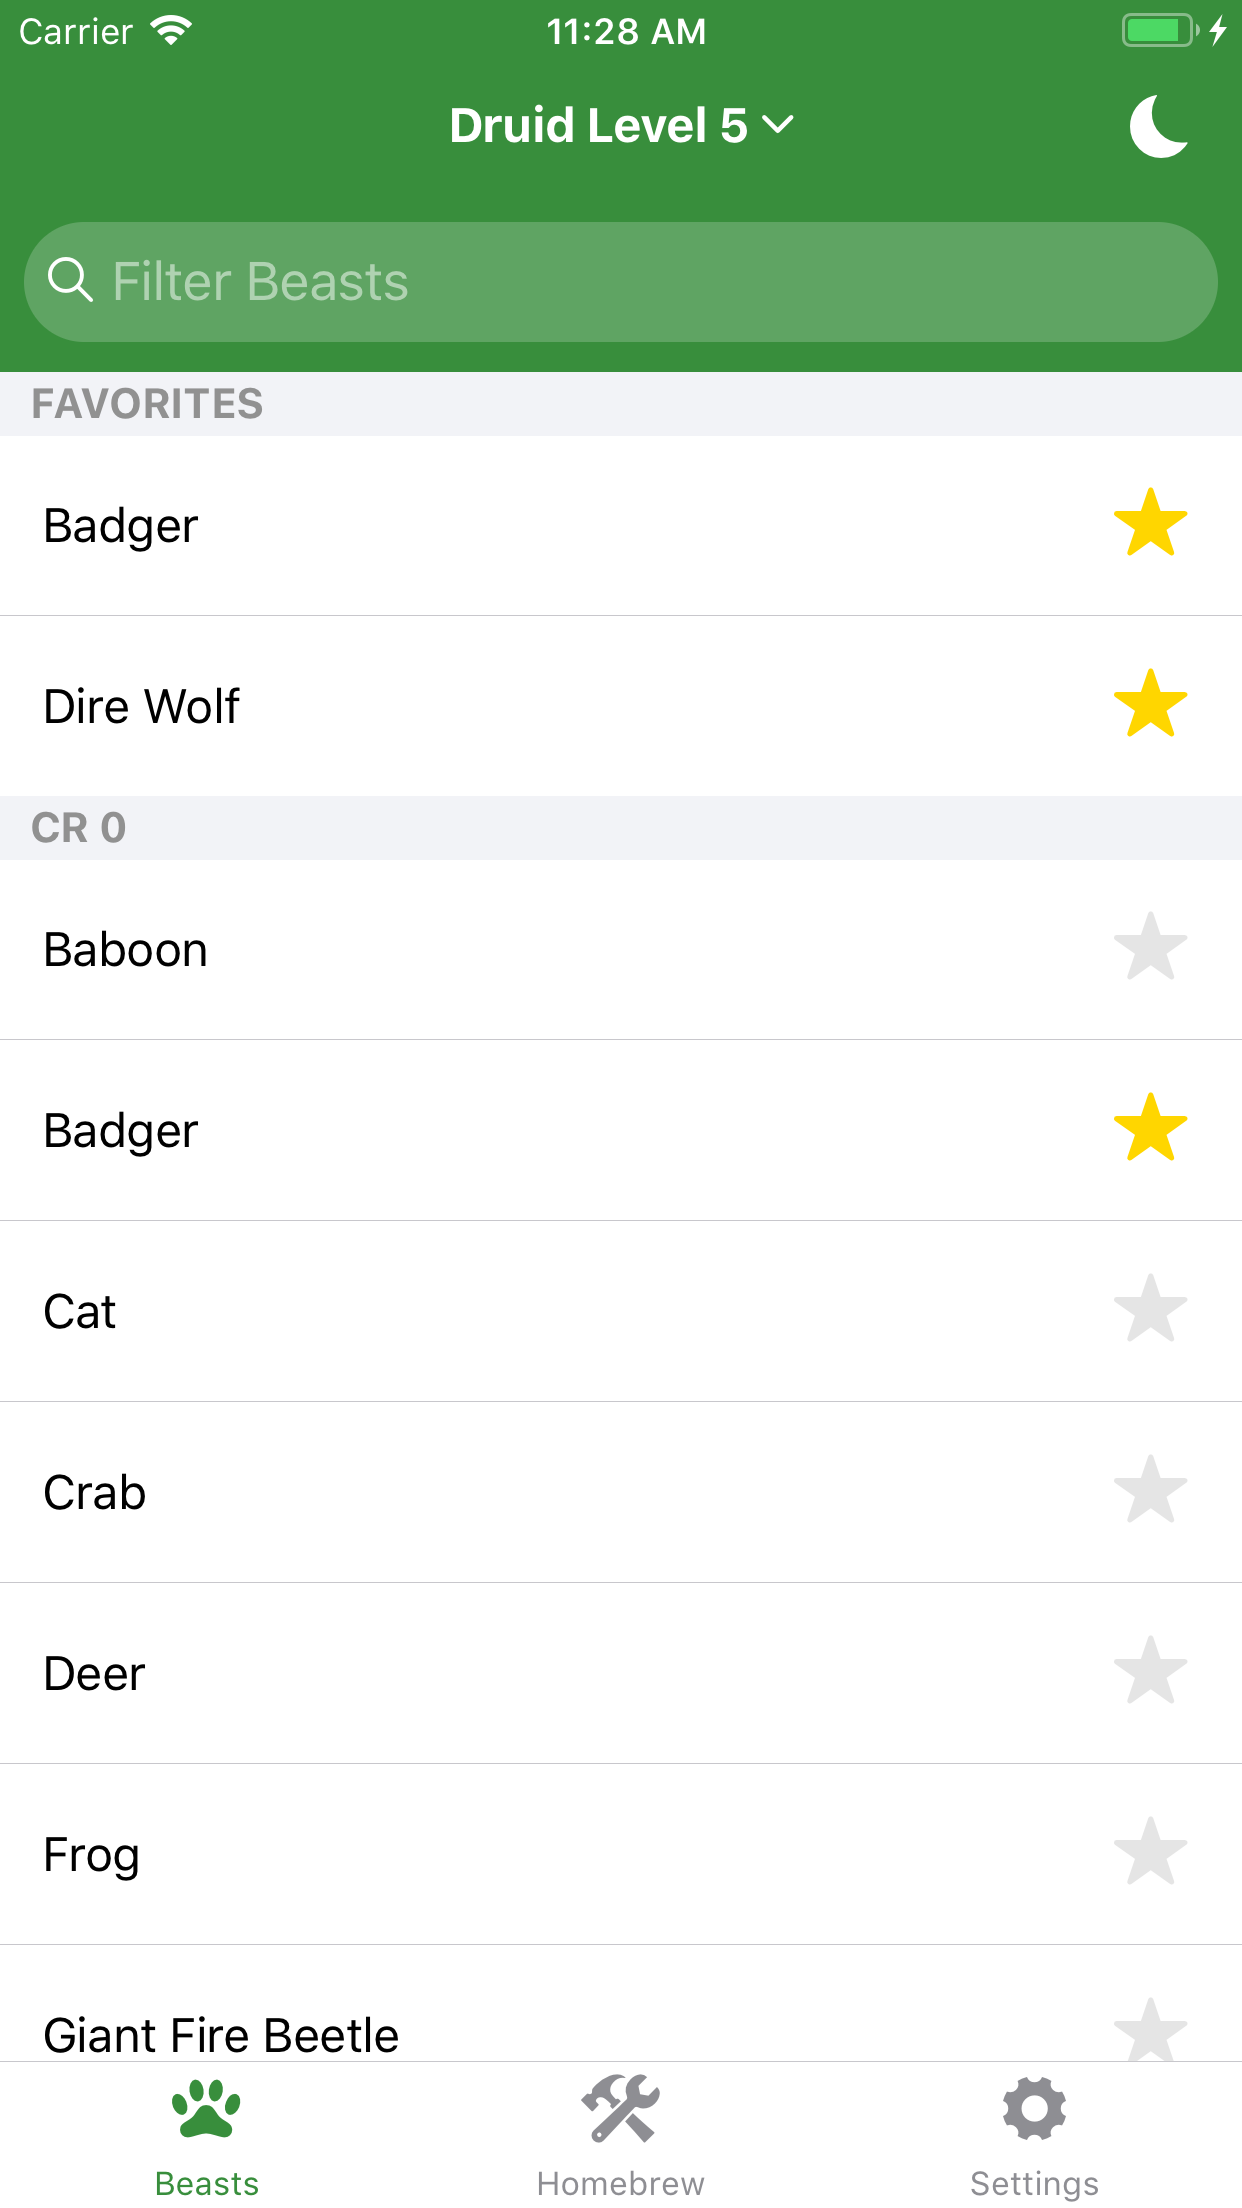 Carrier 11:28 AM
Druid Level 5
Filter Beasts
FAVORITES
Badger
Dire Wolf
CR 0
Baboon
Badger
Cat
Crab
Deer
Frog
Giant Fire Beetle
Beasts Homebrew Settings